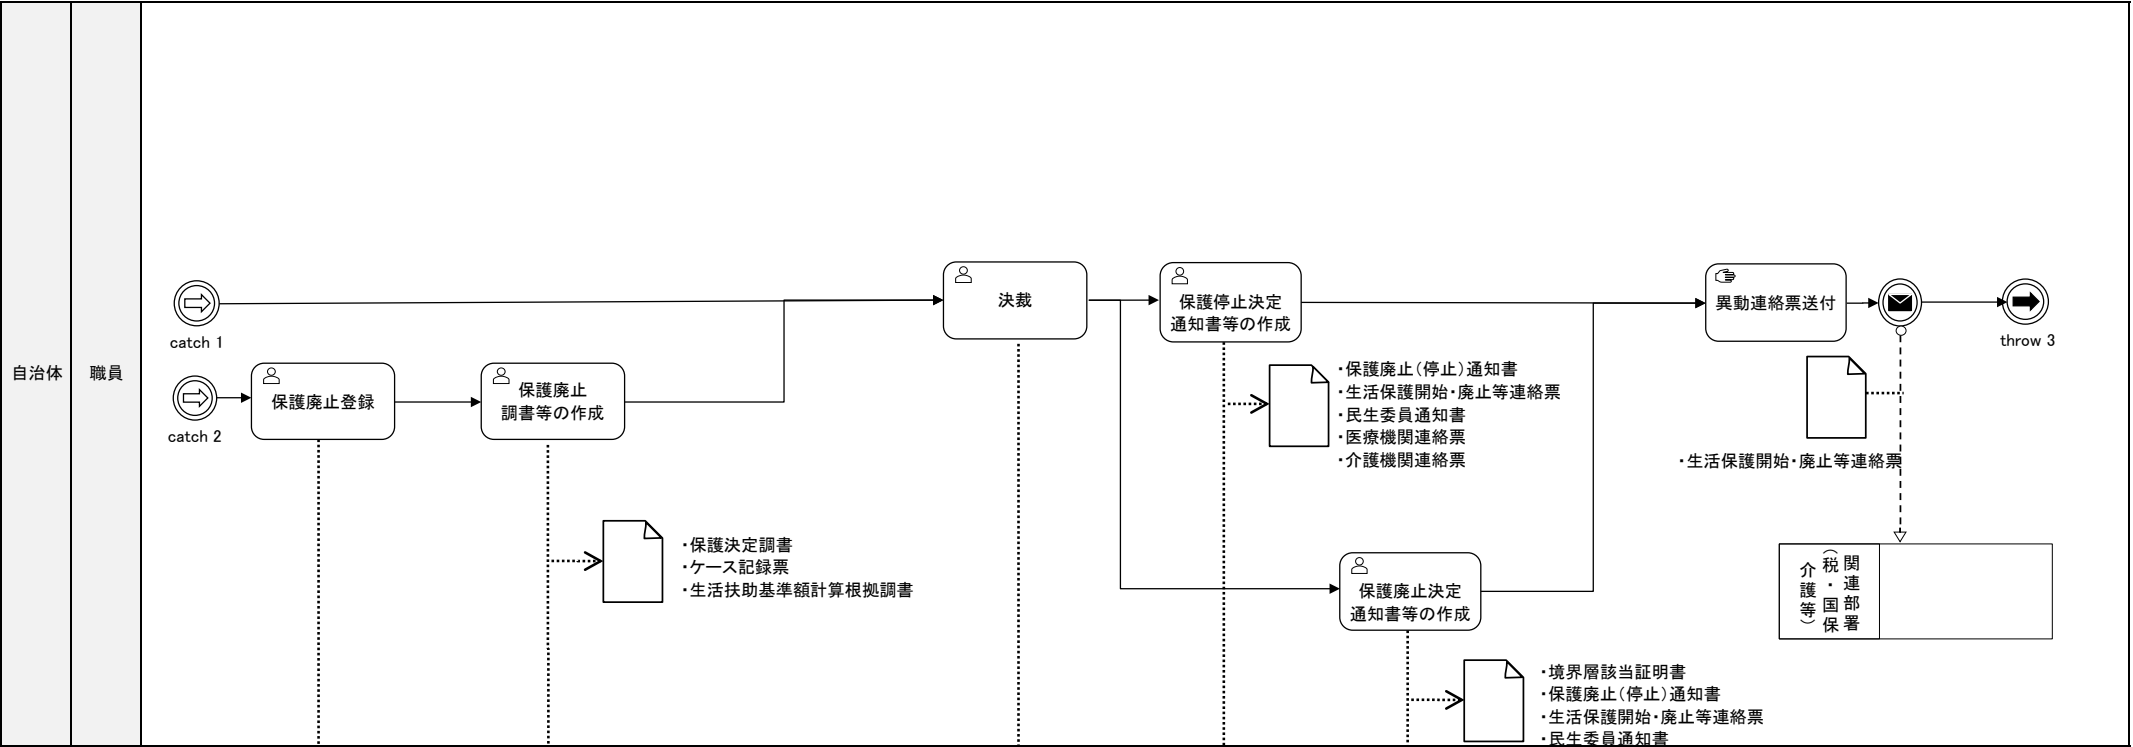 自治体
職員
catch 1
catch 2
保護廃止登録
保護廃止
調書等の作成
・保護決定調書
・ケース記録票
・生活扶助基準額計算根拠調書
決裁
保護停止決定
通知書等の作成
・保護廃止（停止）通知書
・生活保護開始・廃止等連絡票
・民生委員通知書
・医療機関連絡票
・介護機関連絡票
保護廃止決定
通知書等の作成
・境界層該当証明書
・保護廃止（停止）通知書
・生活保護開始・廃止等連絡票
・民生委員通知書
異動連絡票送付
throw 3
・生活保護開始・廃止等連絡票
関連部署
（税・国保
介護等）